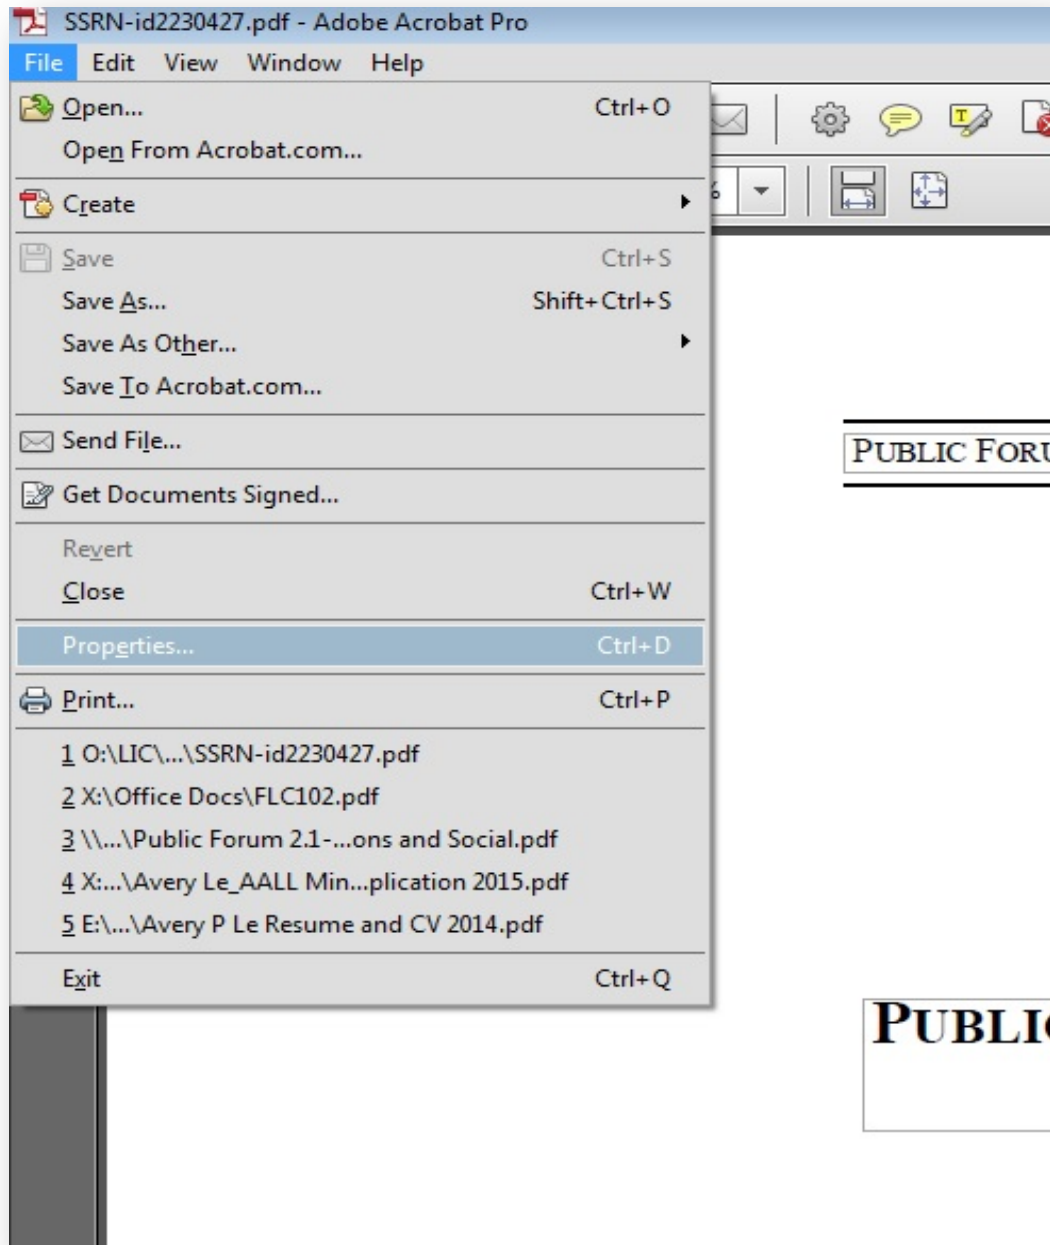 SSRN-id2230427.pdf - Adobe Acrobat Pro
File Edit View Window Help
Open... Ctrl+O
Open From Acrobat.com...
Create
Save Ctrl+S
Save As... Shift+Ctrl+S
Save As Other...
Save To Acrobat.com...
Send File...
Get Documents Signed...
Revert
Close Ctrl+W
Properties... Ctrl+D
Print... Ctrl+P
1 O:\LIC\...\SSRN-id2230427.pdf
2 X:\Office Docs\FLC102.pdf
3 \\...\Public Forum 2.1-...ons and Social.pdf
4 X:...\Avery Le_AALL Min...plication 2015.pdf
5 E:\...\Avery P Le Resume and CV 2014.pdf
Exit Ctrl+Q
%
T
PUBLIC FORU
PUBLIC